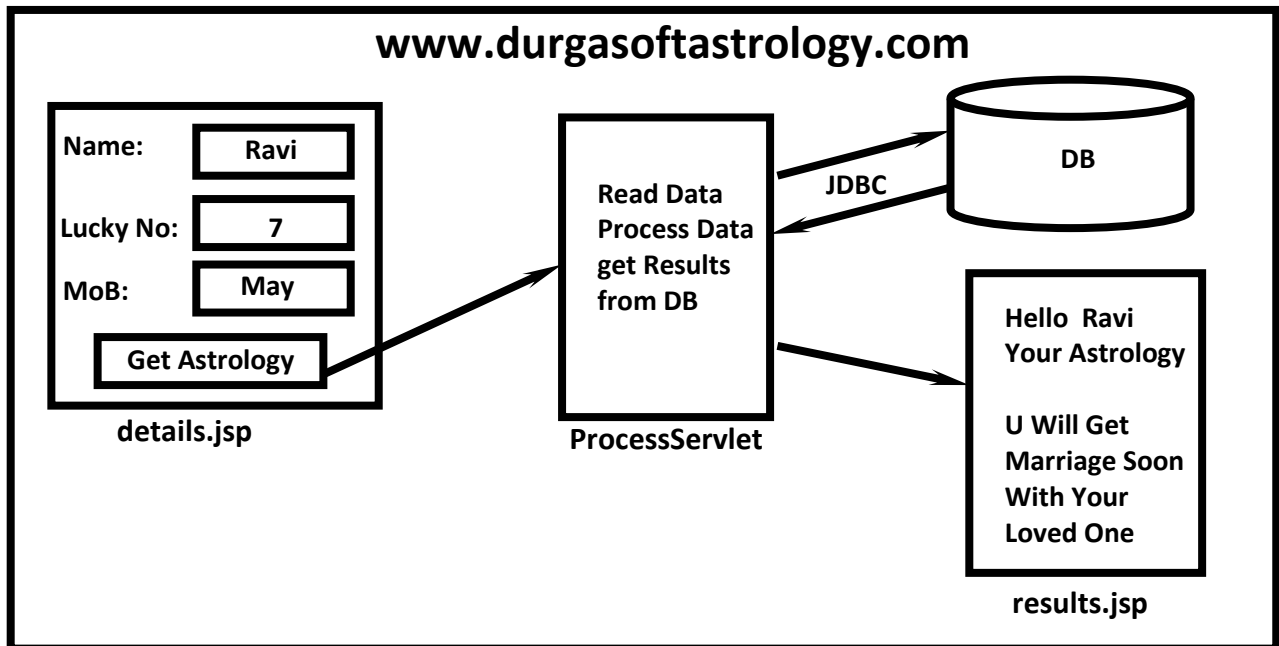 www.durgasoftastrology.com
Name:
Ravi
Lucky No:
7
MoB:
May
Get Astrology
details.jsp
Read Data
Process Data
get Results
from DB
ProcessServlet
JDBC
DB
Hello Ravi
Your Astrology
U Will Get
Marriage Soon
With Your
Loved One
results.jsp